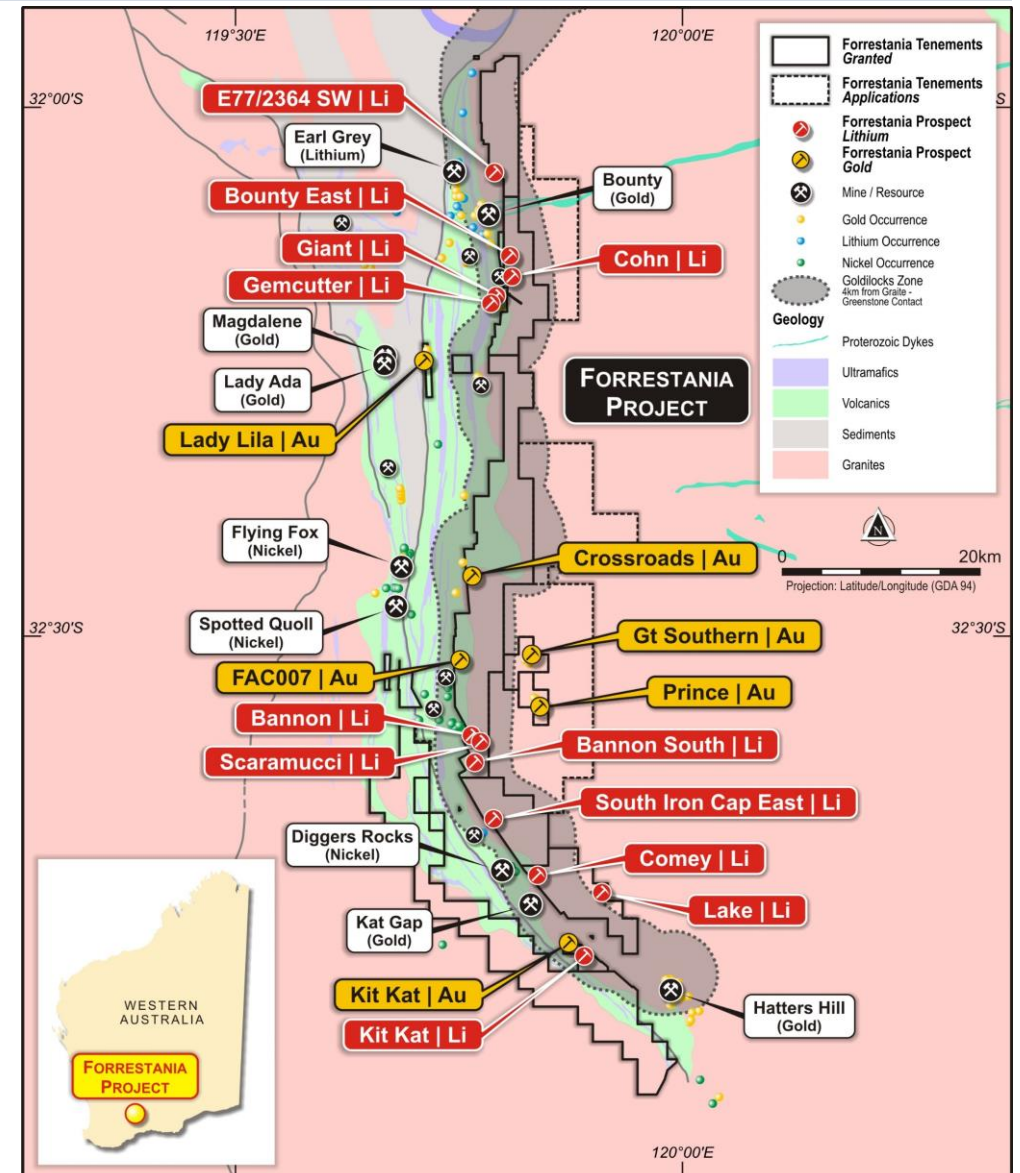 119°30'E
120°00'E
32°00'S
S
E77/2364 SW | Li
Earl Grey
(Lithium)
Bounty East | Li
Bounty
(Gold)
Giant | Li
Cohn | Li
Gemcutter | Li
Magdalene
(Gold)
Lady Ada
(Gold)
FORRESTANIA
PROJECT
Lady Lila | Au
Flying Fox
(Nickel)
Crossroads | Au
Spotted Quoll
(Nickel)
32°30'S
32°30'S
Gt Southern | Au
FAC007 | Au
Prince | Au
Bannon | Li
Bannon South | Li
Scaramucci | Li
South Iron Cap East | Li
Diggers Rocks
(Nickel)
Comey | Li
Lake | Li
Kat Gap
(Gold)
Kit Kat | Au
Hatters Hill
(Gold)
Kit Kat | Li
120°00'E
Forrestania Tenements
Granted
Forrestania Tenements
Applications
Forrestania Prospect
Lithium
Forrestania Prospect
Gold
Mine / Resource
Gold Occurrence
Lithium Occurrence
Nickel Occurrence
Goldilocks Zone
4km from Graite -
Greenstone Contact
Geology
Proterozoic Dykes
Ultramafics
Volcanics
Sediments
Granites
N
0
20km
Projection: Latitude/Longitude (GDA 94)
WESTERN
AUSTRALIA
FORRESTANIA
PROJECT